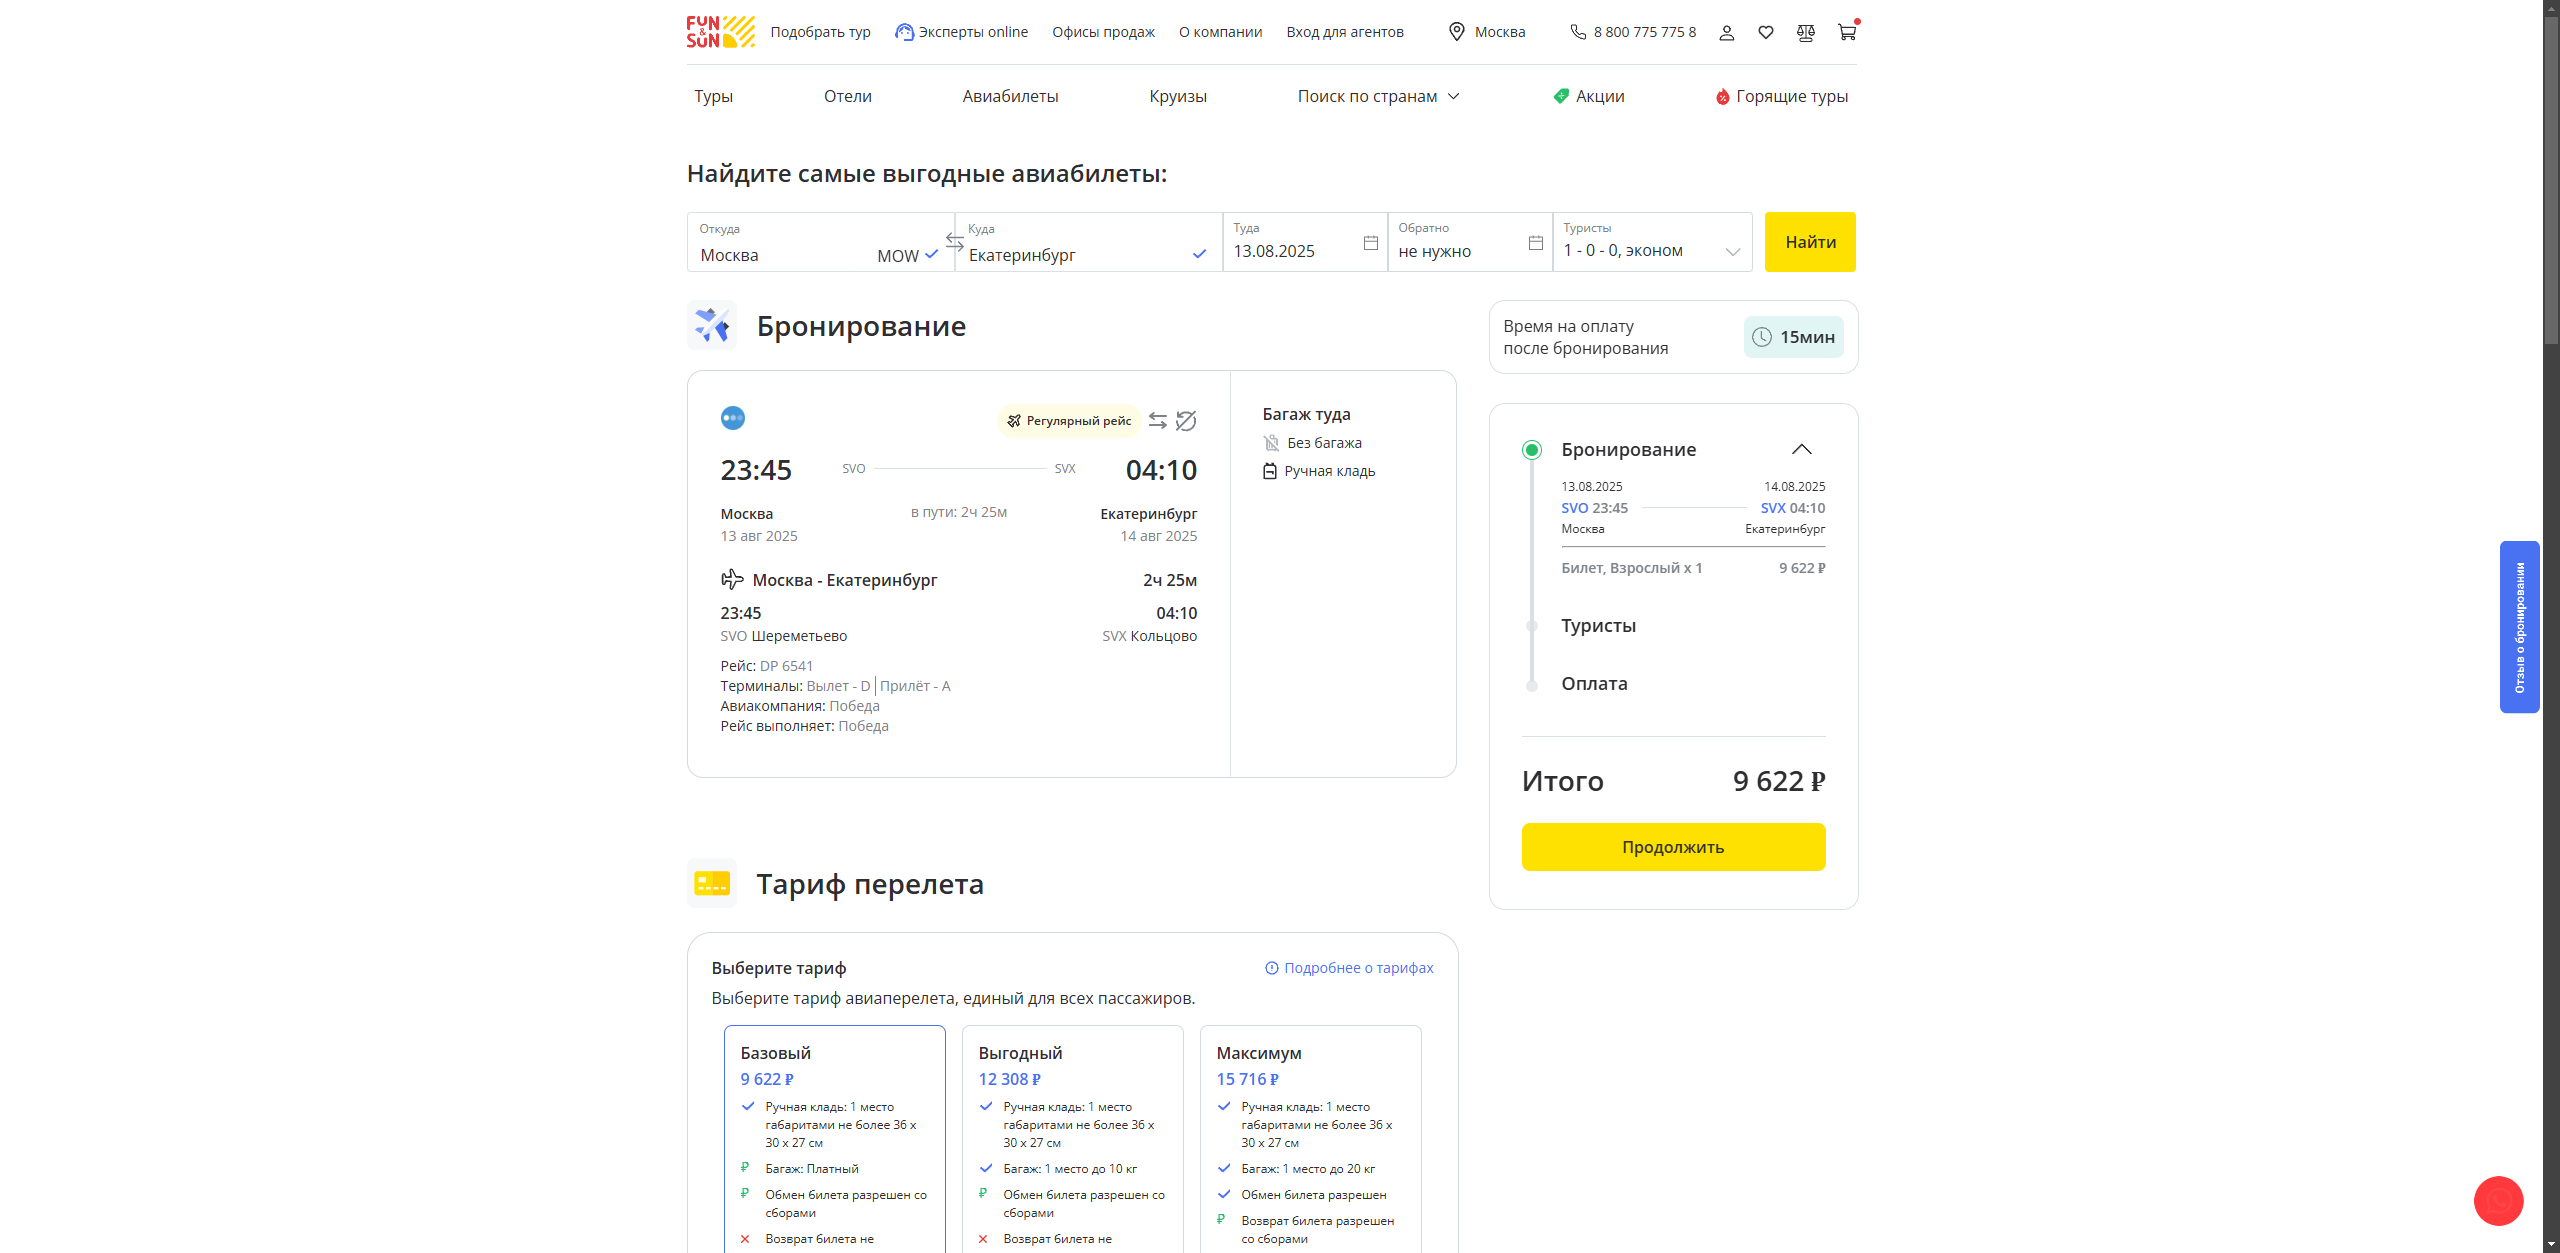 FUN & SUN
Подобрать тур
Эксперты online
Офисы продаж
О компании
Вход для агентов
Москва
8 800 775 775 8
Туры
Отели
Авиабилеты
Круизы
Поиск по странам
Акции
Горящие туры
Найдите самые выгодные авиабилеты:
Откуда
Москва
MOW
Куда
Екатеринбург
Туда
13.08.2025
Обратно
не нужно
Туристы
1 - 0 - 0, эконом
Найти
Бронирование
Регулярный рейс
23:45
SVO
SVX
04:10
Москва
в пути: 2ч 25м
Екатеринбург
13 авг 2025
14 авг 2025
Москва - Екатеринбург
2ч 25м
23:45
04:10
SVO Шереметьево
SVX Кольцово
Рейс: DP 6541
Терминалы: Вылет - D | Прилёт - A
Авиакомпания: Победа
Рейс выполняет: Победа
Багаж туда
Без багажа
Ручная кладь
Время на оплату
после бронирования
15мин
Бронирование
13.08.2025
14.08.2025
SVO 23:45
SVX 04:10
Москва
Екатеринбург
Билет, Взрослый x 1
9 622 ₽
Туристы
Оплата
Итого
9 622 ₽
Продолжить
Отзыв о бронировании
Тариф перелета
Выберите тариф
Подробнее о тарифах
Выберите тариф авиаперелета, единый для всех пассажиров.
Базовый
9 622 ₽
Ручная кладь: 1 место
габаритами не более 36 x
30 x 27 см
₽ Багаж: Платный
₽ Обмен билета разрешен со
сборами
Возврат билета не
Выгодный
12 308 ₽
Ручная кладь: 1 место
габаритами не более 36 x
30 x 27 см
Багаж: 1 место до 10 кг
₽ Обмен билета разрешен со
сборами
Возврат билета не
Максимум
15 716 ₽
Ручная кладь: 1 место
габаритами не более 36 x
30 x 27 см
Багаж: 1 место до 20 кг
Обмен билета разрешен
₽ Возврат билета разрешен
со сборами